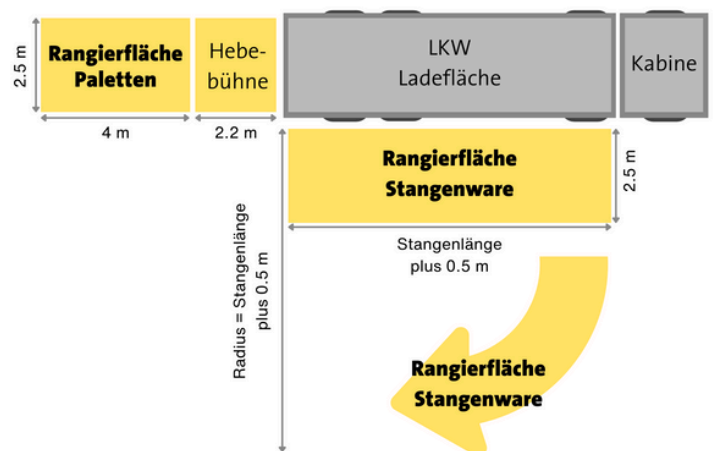 2.5 m
Rangierfläche
Paletten
Hebe-
bühne
LKW
Ladefläche
Kabine
4 m
2.2 m
Rangierfläche
Stangenware
2.5 m
Stangenlänge
plus 0.5 m
Radius = Stangenlänge
plus 0.5 m
Rangierfläche
Stangenware